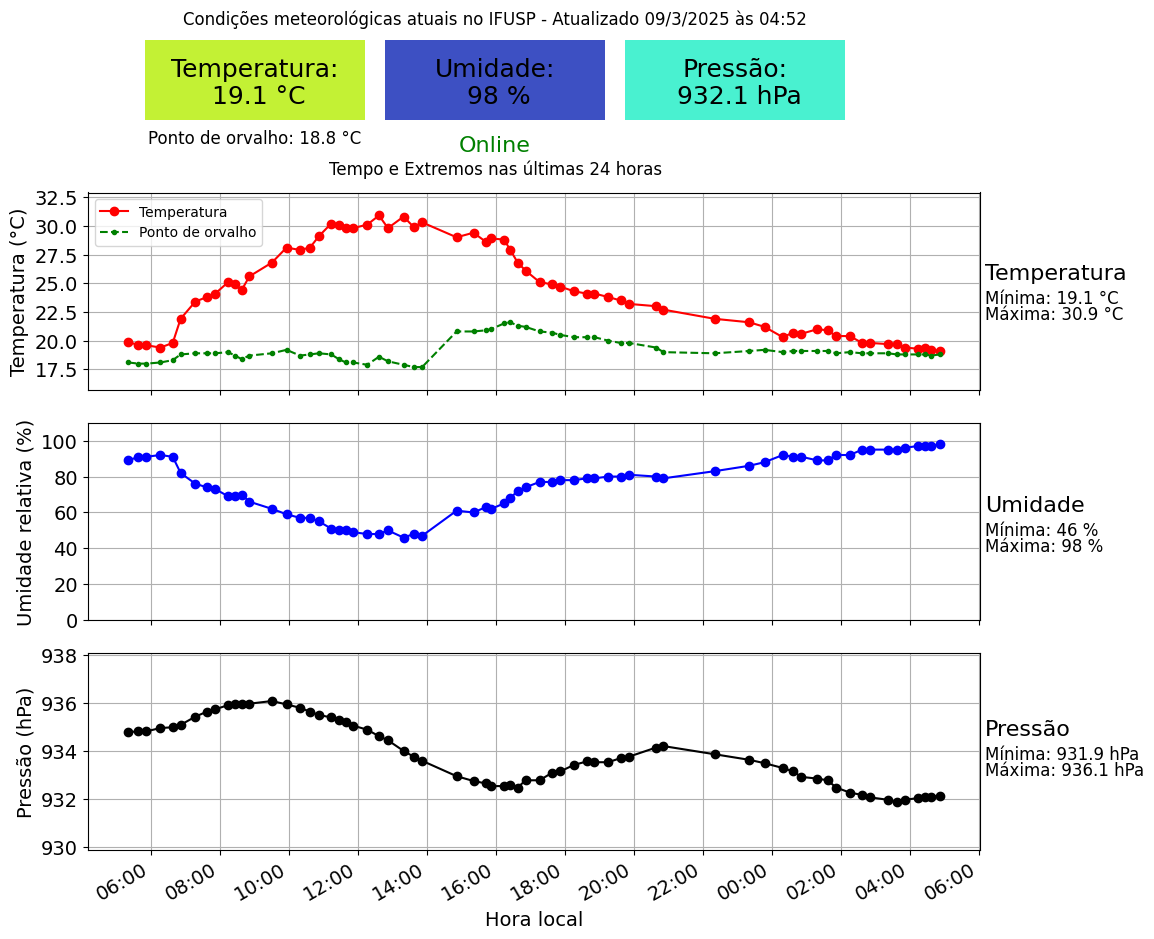 Condições meteorológicas atuais no IFUSP - Atualizado 09/3/2025 às 04:52
Temperatura:
19.1 °C
Umidade:
98 %
Pressão:
932.1 hPa
Ponto de orvalho: 18.8 °C
Online
Tempo e Extremos nas últimas 24 horas
Temperatura (°C)
32.5
30.0
27.5
25.0
22.5
20.0
17.5
Temperatura
Ponto de orvalho
Temperatura
Mínima: 19.1 °C
Máxima: 30.9 °C
Umidade relativa (%)
100
80
60
40
20
0
Umidade
Mínima: 46 %
Máxima: 98 %
Pressão (hPa)
938
936
934
932
930
Pressão
Mínima: 931.9 hPa
Máxima: 936.1 hPa
06:00 08:00 10:00 12:00 14:00 16:00 18:00 20:00 22:00 00:00 02:00 04:00 06:00
Hora local